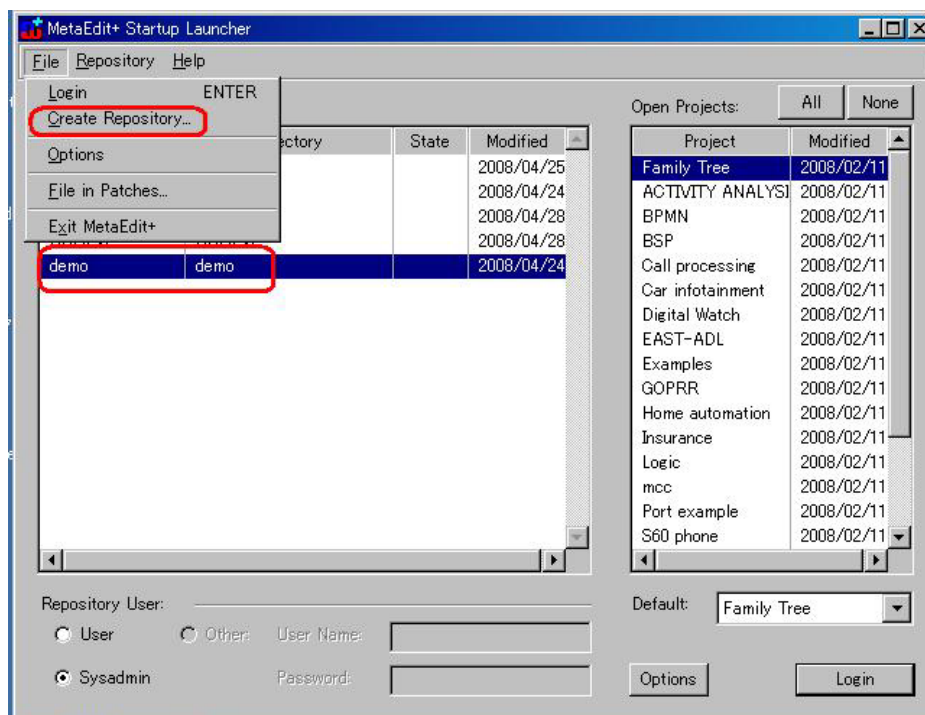 MetaEdit+ Startup Launcher
File Repository Help
Login ENTER
Create Repository...
Options
File in Patches...
Exit MetaEdit+
State Modified
2008/04/25
2008/04/24
2008/04/28
2008/04/28
demo demo 2008/04/24
Open Projects: All None
Project Modified
Family Tree 2008/02/11
ACTIVITY ANALYSI 2008/02/11
BPMN 2008/02/11
BSP 2008/02/11
Call processing 2008/02/11
Car infotainment 2008/02/11
Digital Watch 2008/02/11
EAST-ADL 2008/02/11
Examples 2008/02/11
GOPRR 2008/02/11
Home automation 2008/02/11
Insurance 2008/02/11
Logic 2008/02/11
mcc 2008/02/11
Port example 2008/02/11
S60 phone 2008/02/11
Repository User:
User Other: User Name:
Sysadmin Password:
Default: Family Tree
Options Login